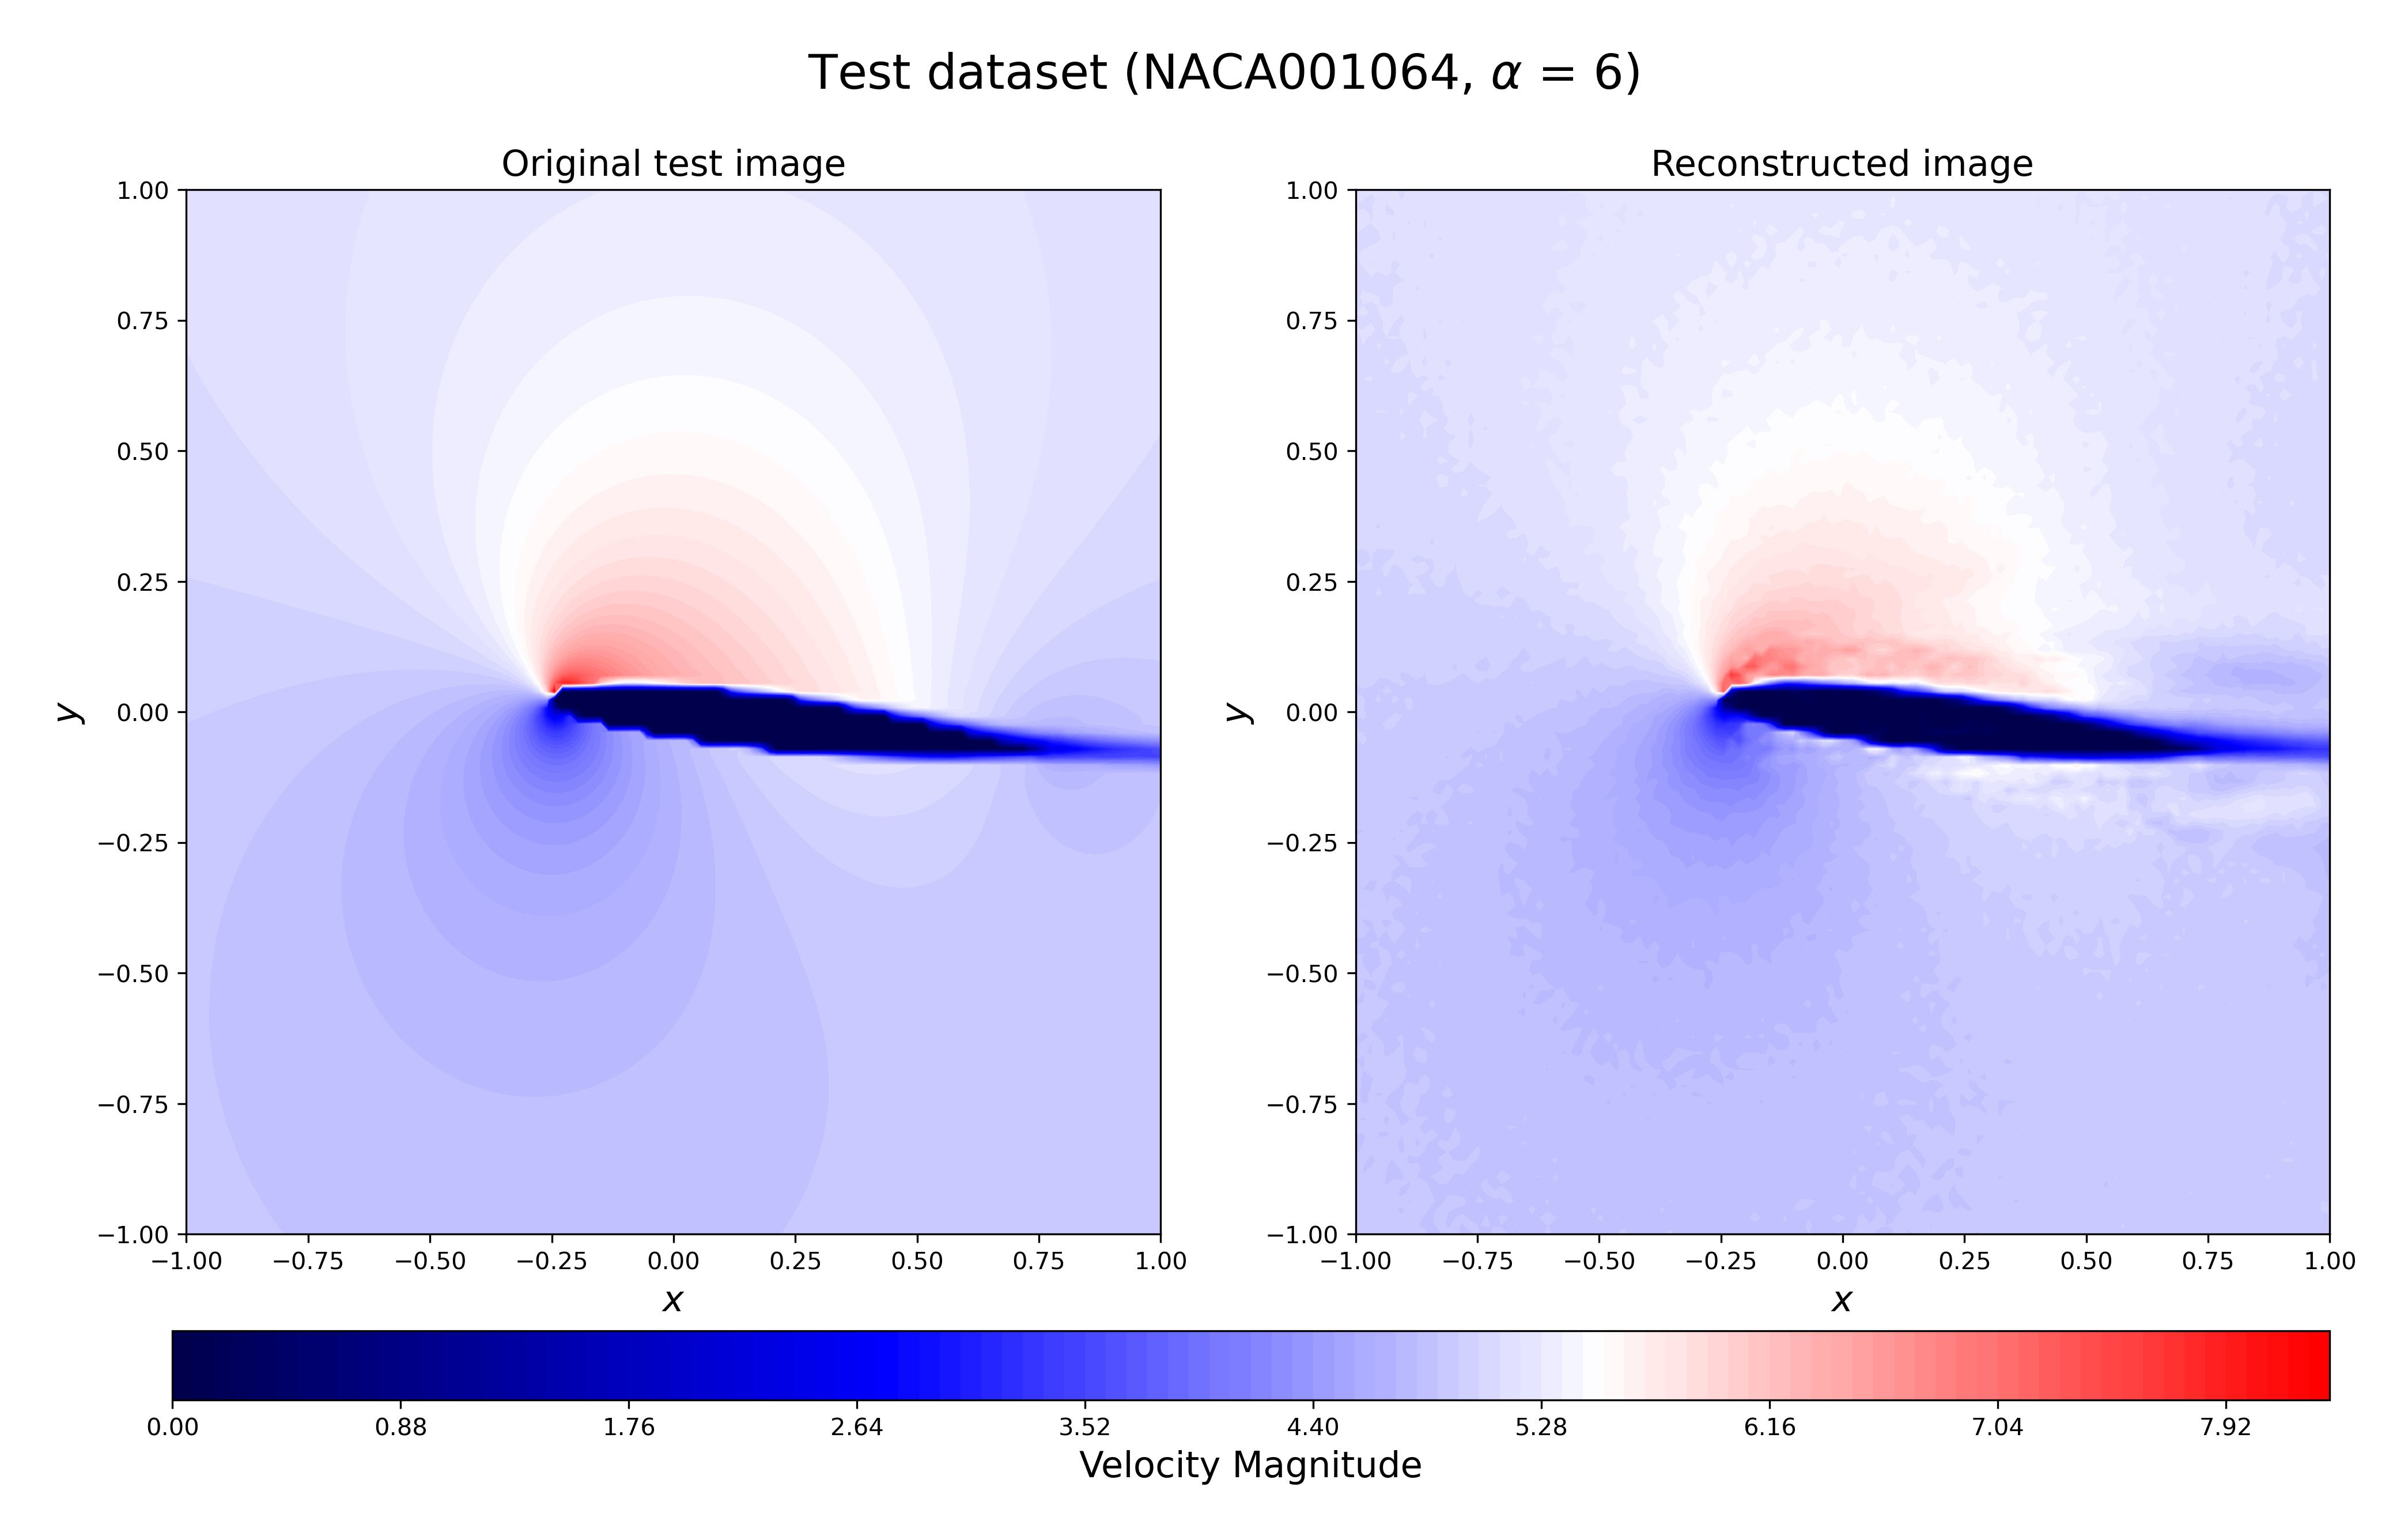 Test dataset (NACA001064, α = 6)
Original test image
Reconstructed image
1.00
0.75
0.50
0.25
0.00
−0.25
−0.50
−0.75
−1.00
y
−1.00 −0.75 −0.50 −0.25 0.00 0.25 0.50 0.75 1.00
x
1.00
0.75
0.50
0.25
0.00
−0.25
−0.50
−0.75
−1.00
y
−1.00 −0.75 −0.50 −0.25 0.00 0.25 0.50 0.75 1.00
x
0.00 0.88 1.76 2.64 3.52 4.40 5.28 6.16 7.04 7.92
Velocity Magnitude